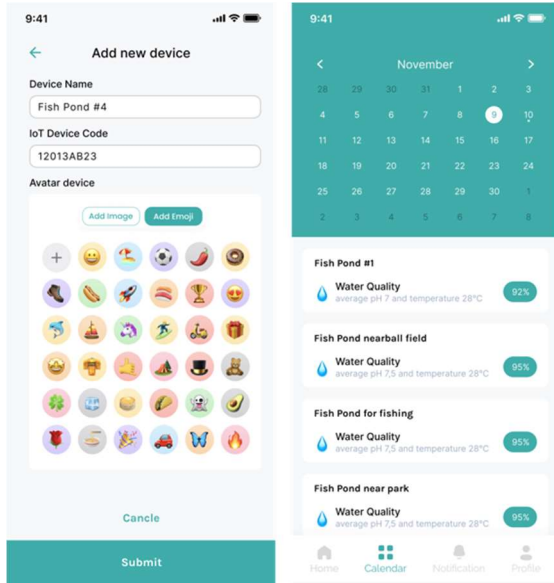 9:41
Add new device
Device Name
Fish Pond #4
IoT Device Code
12013AB23
Avatar device
Add Image Add Emoji
Cancle
Submit
9:41
November
28 29 30 31 1 2 3
4 5 6 7 8 9 10
11 12 13 14 15 16 17
18 19 20 21 22 23 24
25 26 27 28 29 30 1
2 3 4 5 6 7 8
Fish Pond #1
Water Quality
average pH 7 and temperature 28°C
92%
Fish Pond nearball field
Water Quality
average pH 7,5 and temperature 28°C
95%
Fish Pond for fishing
Water Quality
average pH 7,5 and temperature 28°C
95%
Fish Pond near park
Water Quality
average pH 7,5 and temperature 28°C
95%
Home Calendar Notification Profile